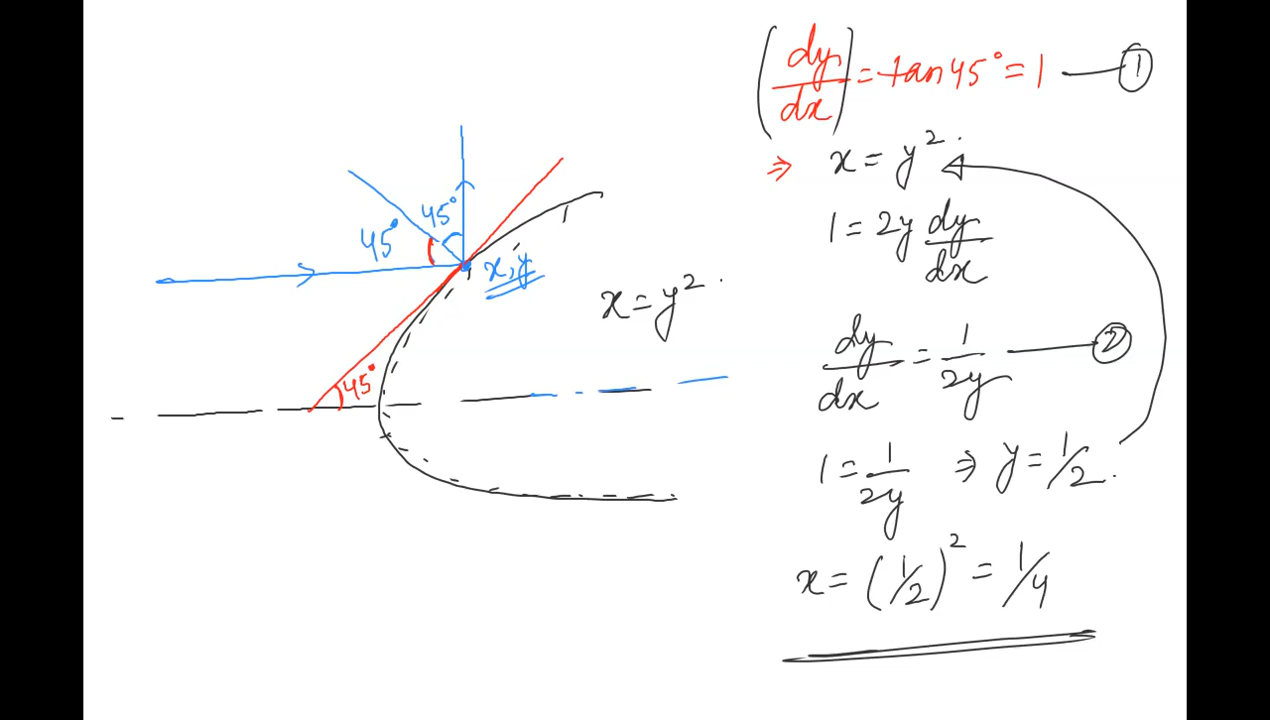 (dy/dx) = tan 45° = 1 — ①
⇒ x = y².
1 = 2y dy/dx
dy/dx = 1/2y — ②
1 = 1/2y ⇒ y = 1/2.
x = (1/2)² = 1/4
45°
45°
x, y
x = y².
45°